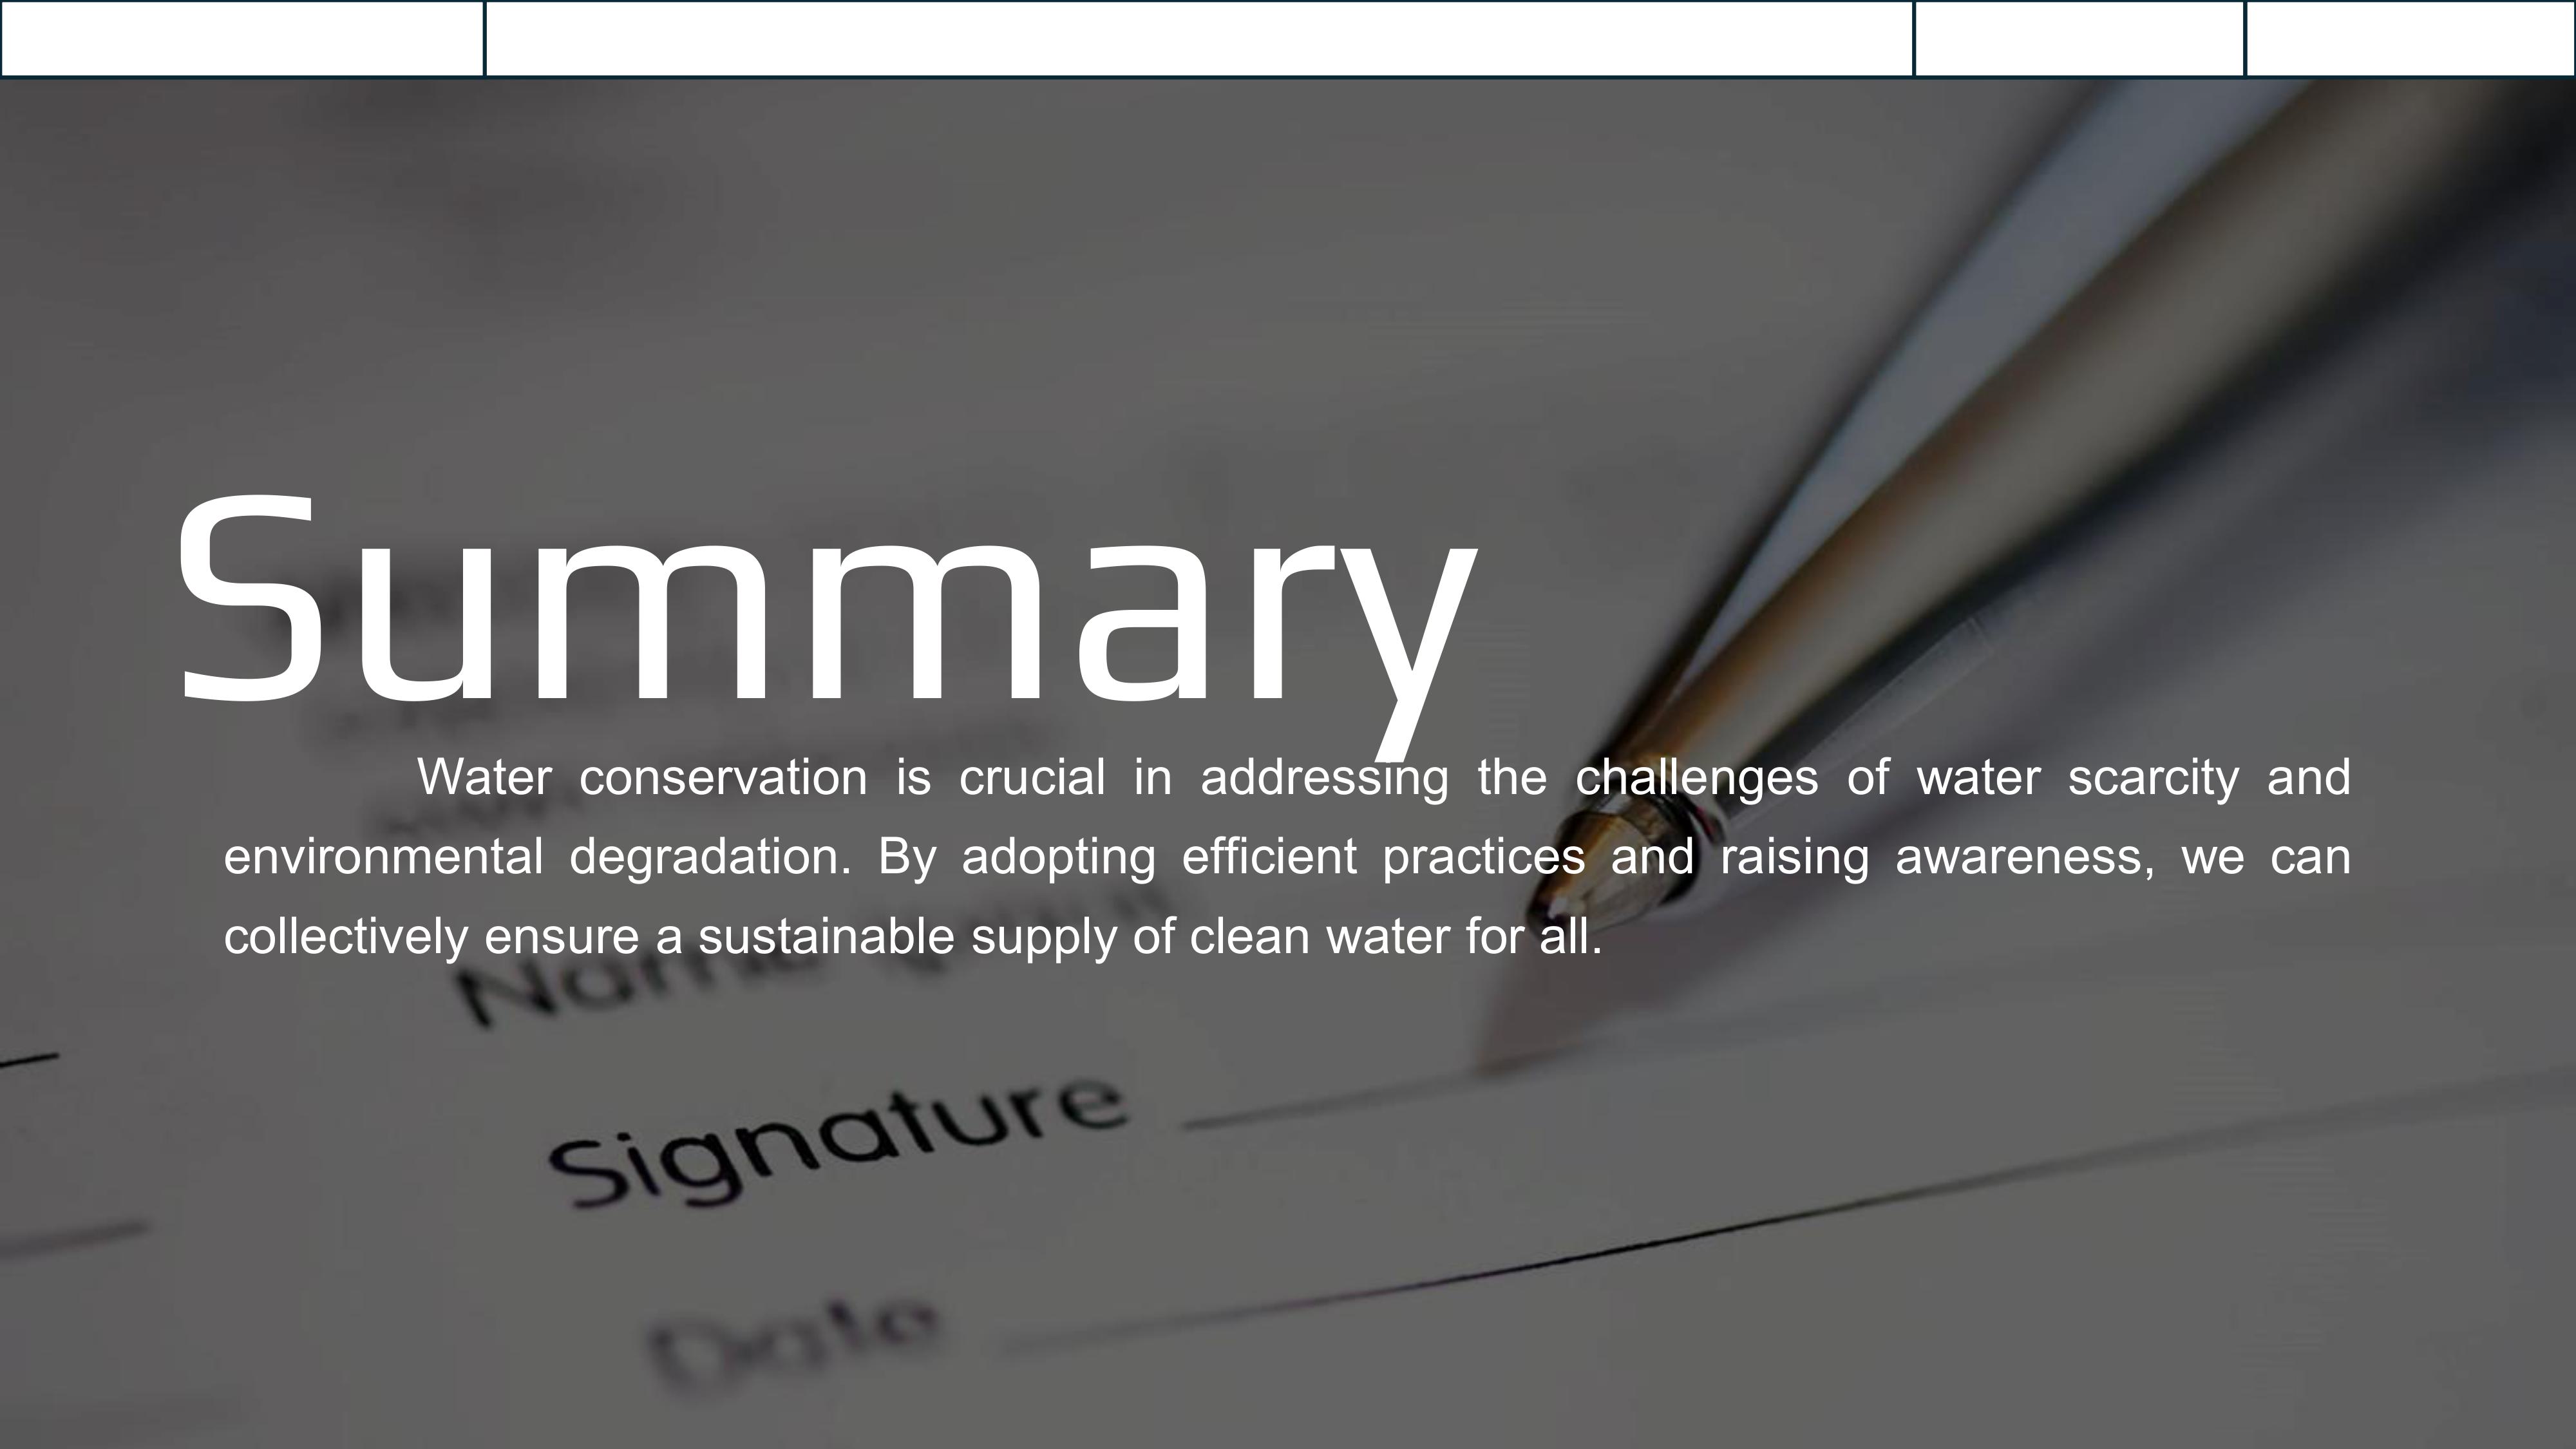 Summary
Water conservation is crucial in addressing the challenges of water scarcity and
environmental degradation. By adopting efficient practices and raising awareness, we can
collectively ensure a sustainable supply of clean water for all.
Name
Signature
Date